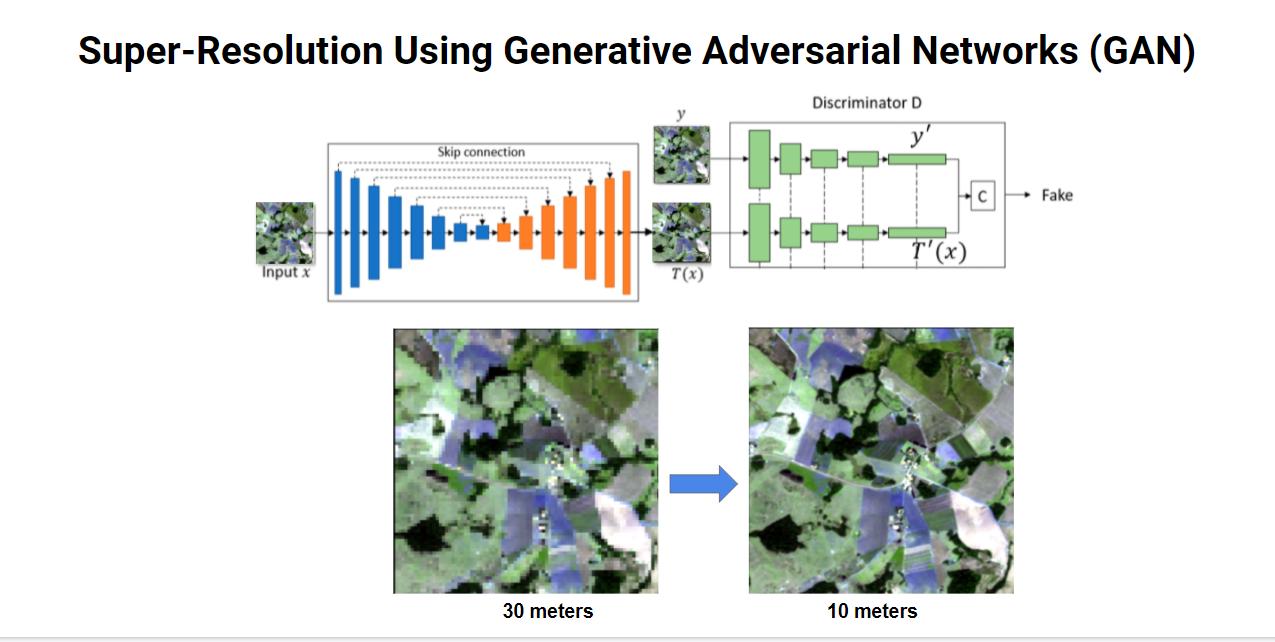 Super-Resolution Using Generative Adversarial Networks (GAN)
Discriminator D
y
Skip connection
y'
C
Fake
Input x
T(x)
T'(x)
30 meters
10 meters